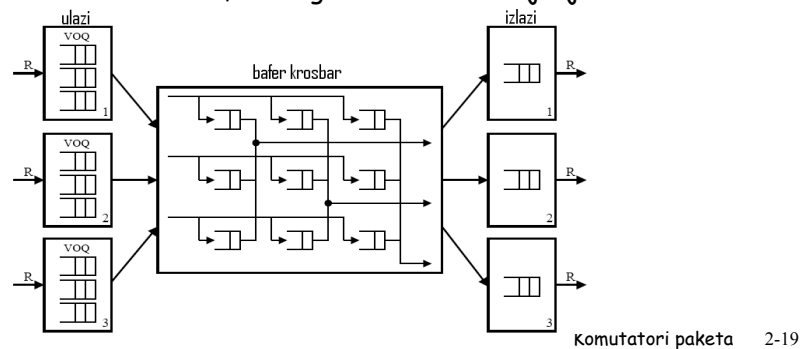 ulazi
izlazi
bafer krosbar
VOQ
R
1
VOQ
R
2
VOQ
R
3
1
R
2
R
3
R
Komutatori paketa 2-19